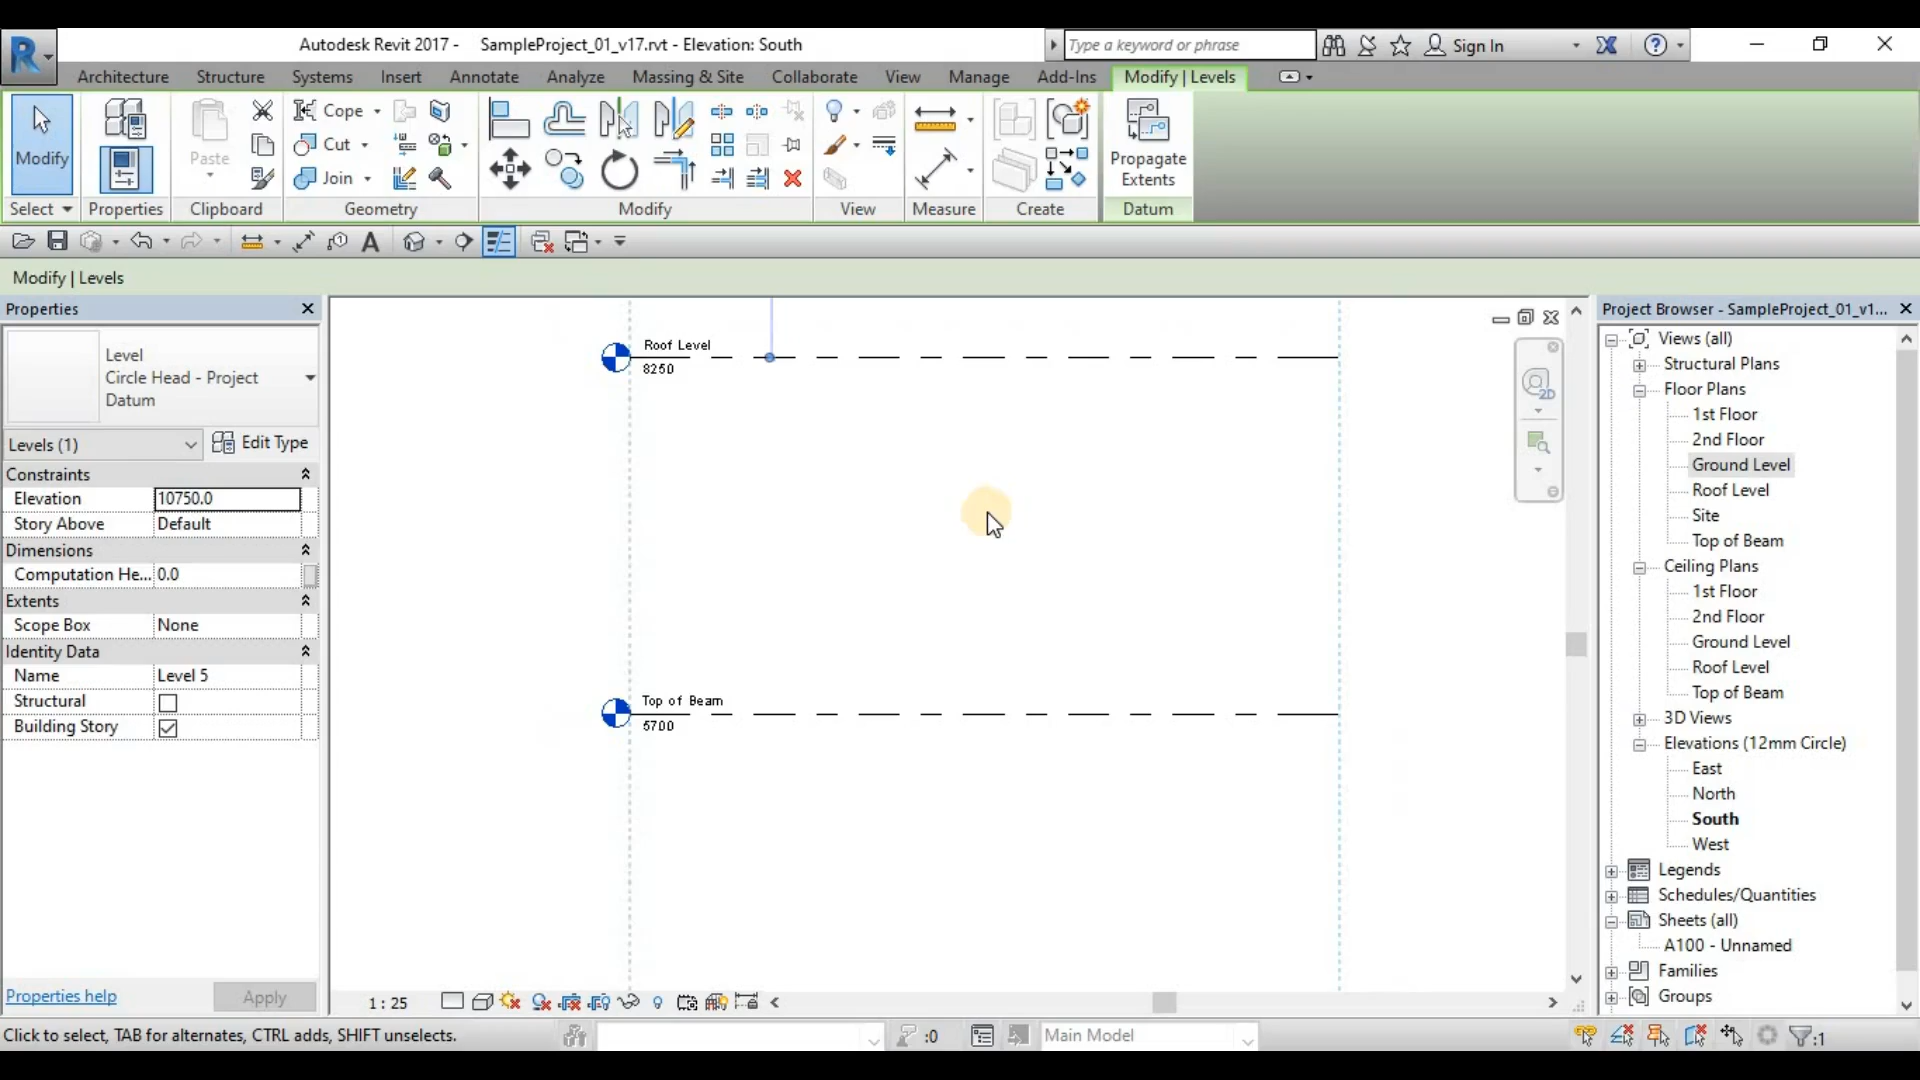 Autodesk Revit 2017 -    SampleProject_01_v17.rvt - Elevation: South
Type a keyword or phrase
Sign In
Architecture Structure Systems Insert Annotate Analyze Massing & Site Collaborate View Manage Add-Ins Modify | Levels
Modify
Paste
Cope
Cut
Join
Propagate
Extents
Select Properties Clipboard Geometry Modify View Measure Create Datum
Modify | Levels
Properties
Level
Circle Head - Project
Datum
Levels (1)
Edit Type
Constraints
Elevation 10750.0
Story Above Default
Dimensions
Computation He... 0.0
Extents
Scope Box None
Identity Data
Name Level 5
Structural
Building Story
Properties help
Apply
Roof Level
8250
Top of Beam
5700
2D
1 : 25
Project Browser - SampleProject_01_v1...
Views (all)
Structural Plans
Floor Plans
1st Floor
2nd Floor
Ground Level
Roof Level
Site
Top of Beam
Ceiling Plans
1st Floor
2nd Floor
Ground Level
Roof Level
Top of Beam
3D Views
Elevations (12mm Circle)
East
North
South
West
Legends
Schedules/Quantities
Sheets (all)
A100 - Unnamed
Families
Groups
Click to select, TAB for alternates, CTRL adds, SHIFT unselects.
:0
Main Model
:1